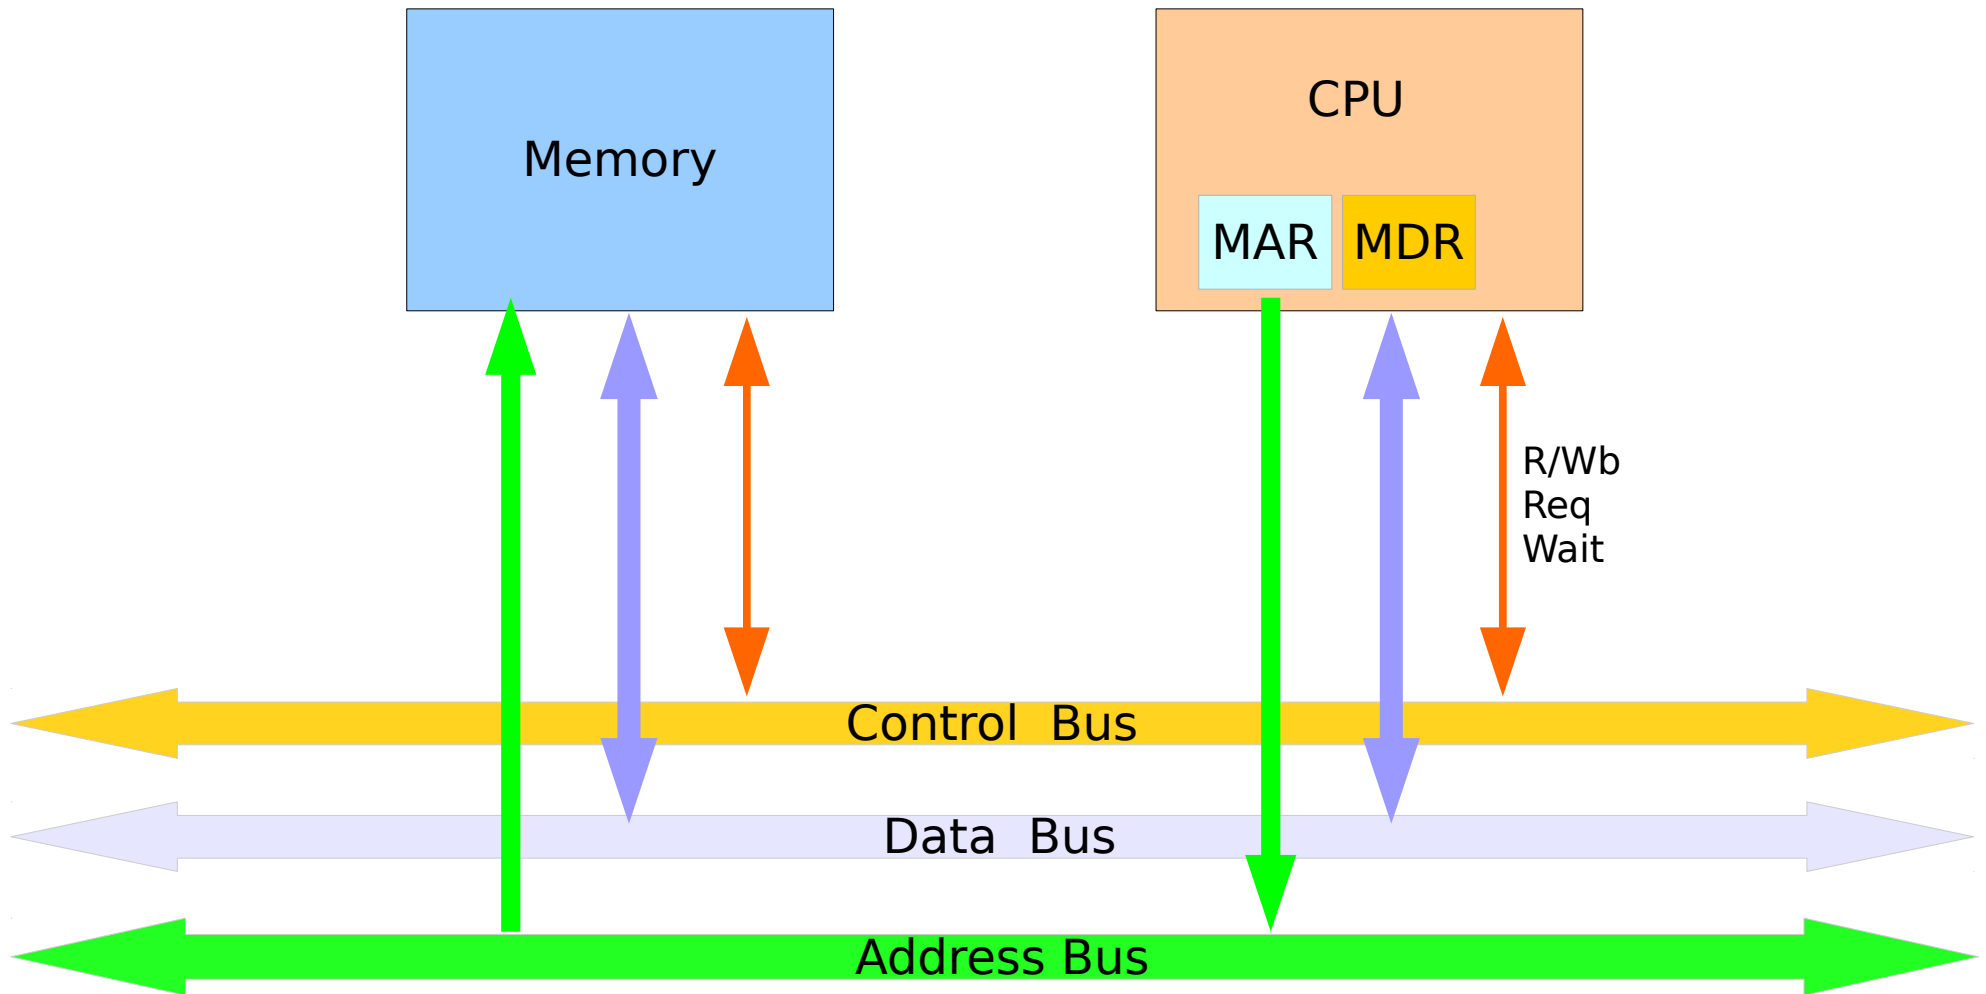 Memory
CPU
MAR
MDR
R/Wb
Req
Wait
Control Bus
Data Bus
Address Bus